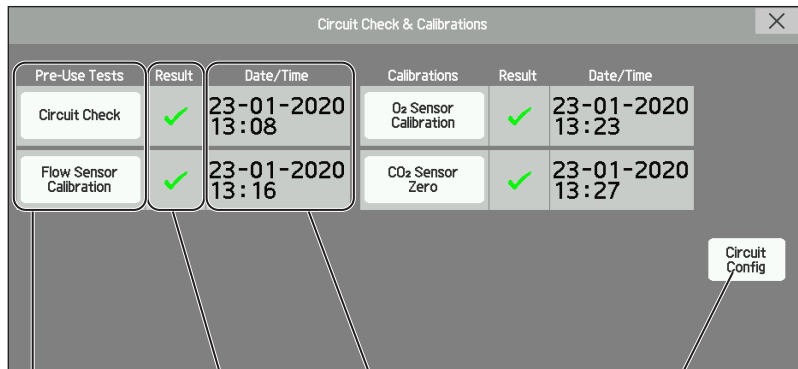 Circuit Check & Calibrations
Pre-Use Tests Result Date/Time Calibrations Result Date/Time
Circuit Check
23-01-2020
13:08
O₂ Sensor
Calibration
23-01-2020
13:23
Flow Sensor
Calibration
23-01-2020
13:16
CO₂ Sensor
Zero
23-01-2020
13:27
Circuit
Config